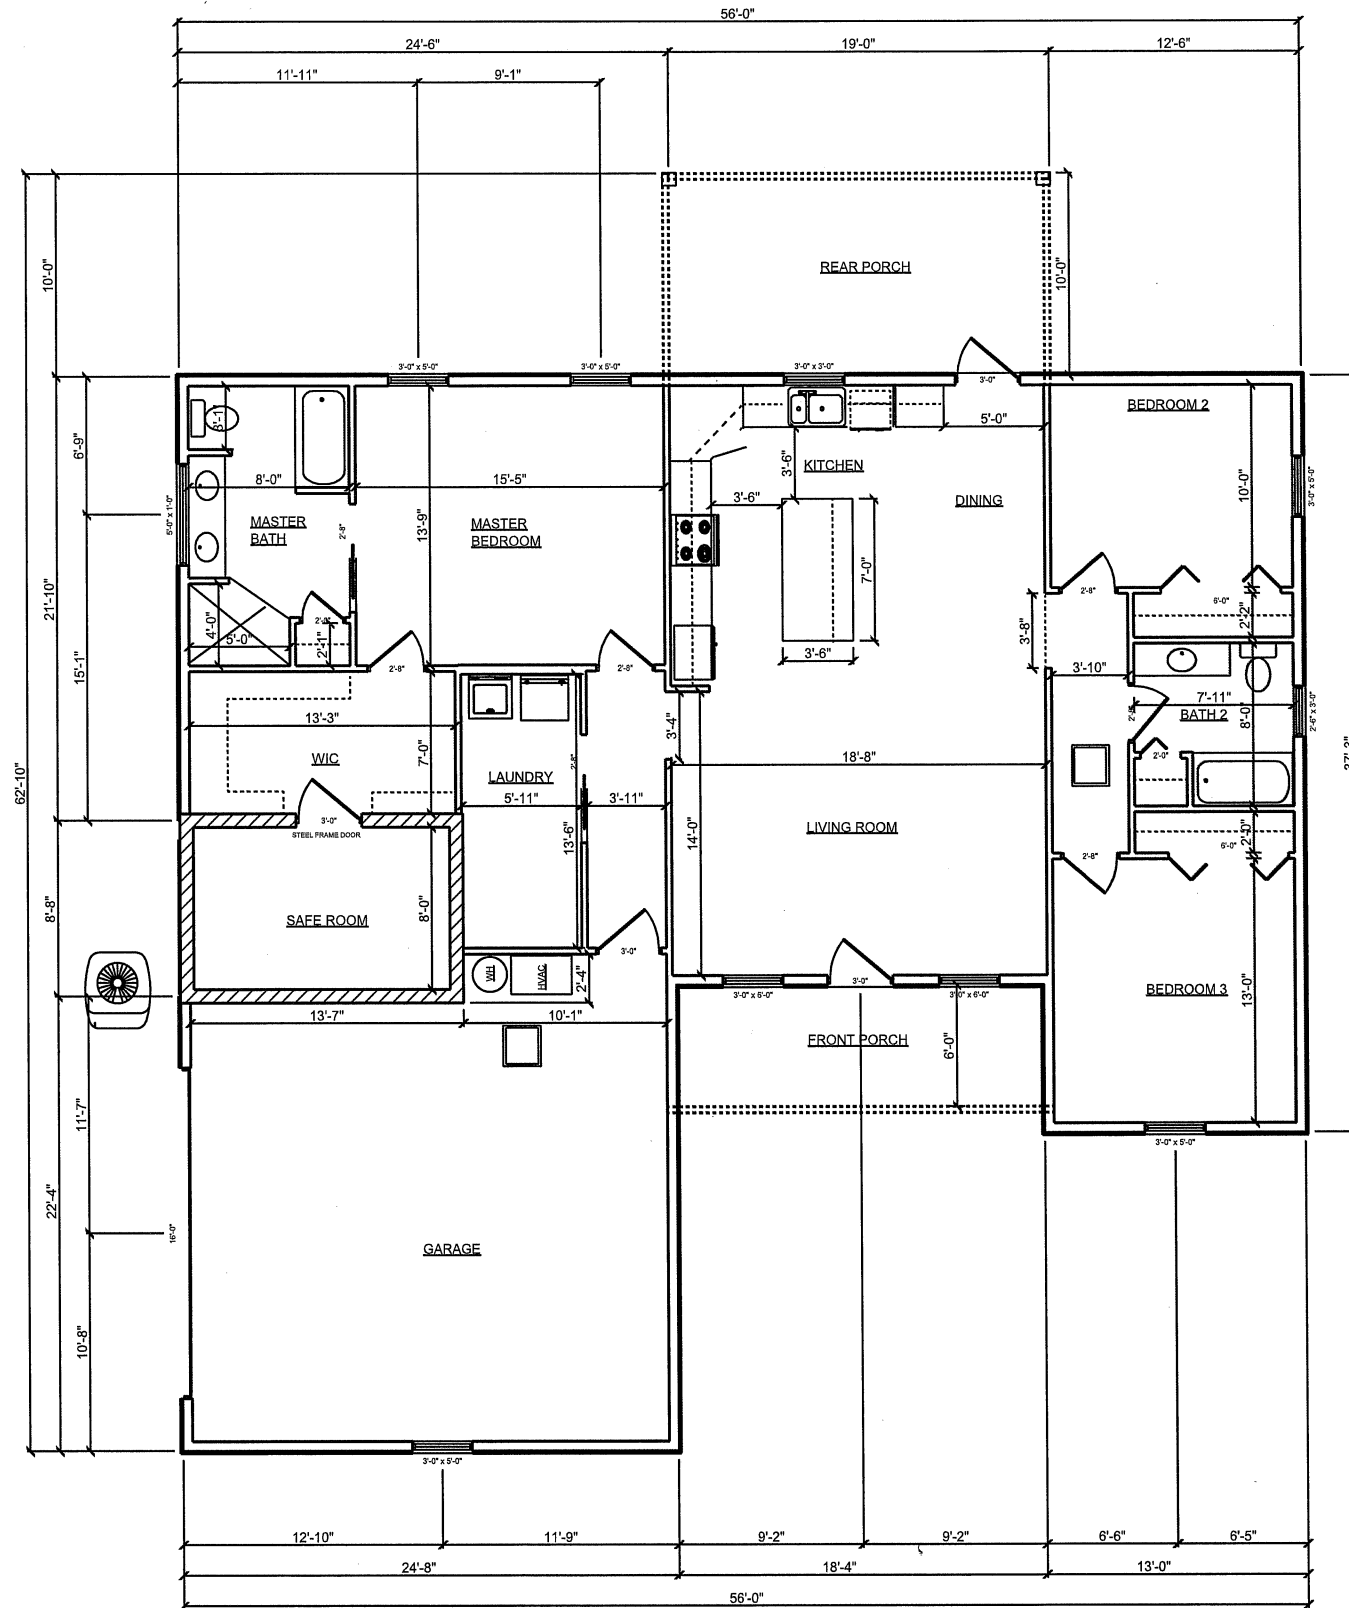 56'-0"
24'-6"
19'-0"
12'-6"
11'-11"
9'-1"
62'-10"
10'-0"
REAR PORCH
10'-0"
3'-0" x 5'-0"
3'-0" x 5'-0"
3'-0" x 3'-0"
3'-0"
BEDROOM 2
3'-1"
5'-0"
6'-9"
KITCHEN
3'-6"
8'-0"
15'-5"
10'-0"
3'-0" x 5'-0"
5'-0" x 1'-0"
3'-6"
DINING
MASTER
BATH
2'-8"
13'-9"
MASTER
BEDROOM
7'-0"
21'-10"
4'-0"
5'-0"
2'-0"
2'-1"
2'-8"
2'-8"
3'-6"
3'-8"
2'-8"
6'-0"
2'-2"
15'-1"
3'-10"
7'-11"
BATH 2
8'-0"
2'-6" x 3'-0"
13'-3"
WIC
7'-0"
3'-4"
2'-8"
18'-8"
2'-0"
37'-3"
LAUNDRY
5'-11"
3'-11"
3'-0"
STEEL FRAME DOOR
13'-6"
14'-0"
LIVING ROOM
2'-8"
6'-0"
2'-0"
8'-8"
SAFE ROOM
8'-0"
3'-0"
WH
HVAC
2'-4"
3'-0" x 6'-0"
3'-0"
3'-0" x 6'-0"
BEDROOM 3
13'-0"
13'-7"
10'-1"
FRONT PORCH
6'-0"
11'-7"
3'-0" x 5'-0"
22'-4"
16'-0"
GARAGE
10'-8"
3'-0" x 5'-0"
12'-10"
11'-9"
9'-2"
9'-2"
6'-6"
6'-5"
24'-8"
18'-4"
13'-0"
56'-0"